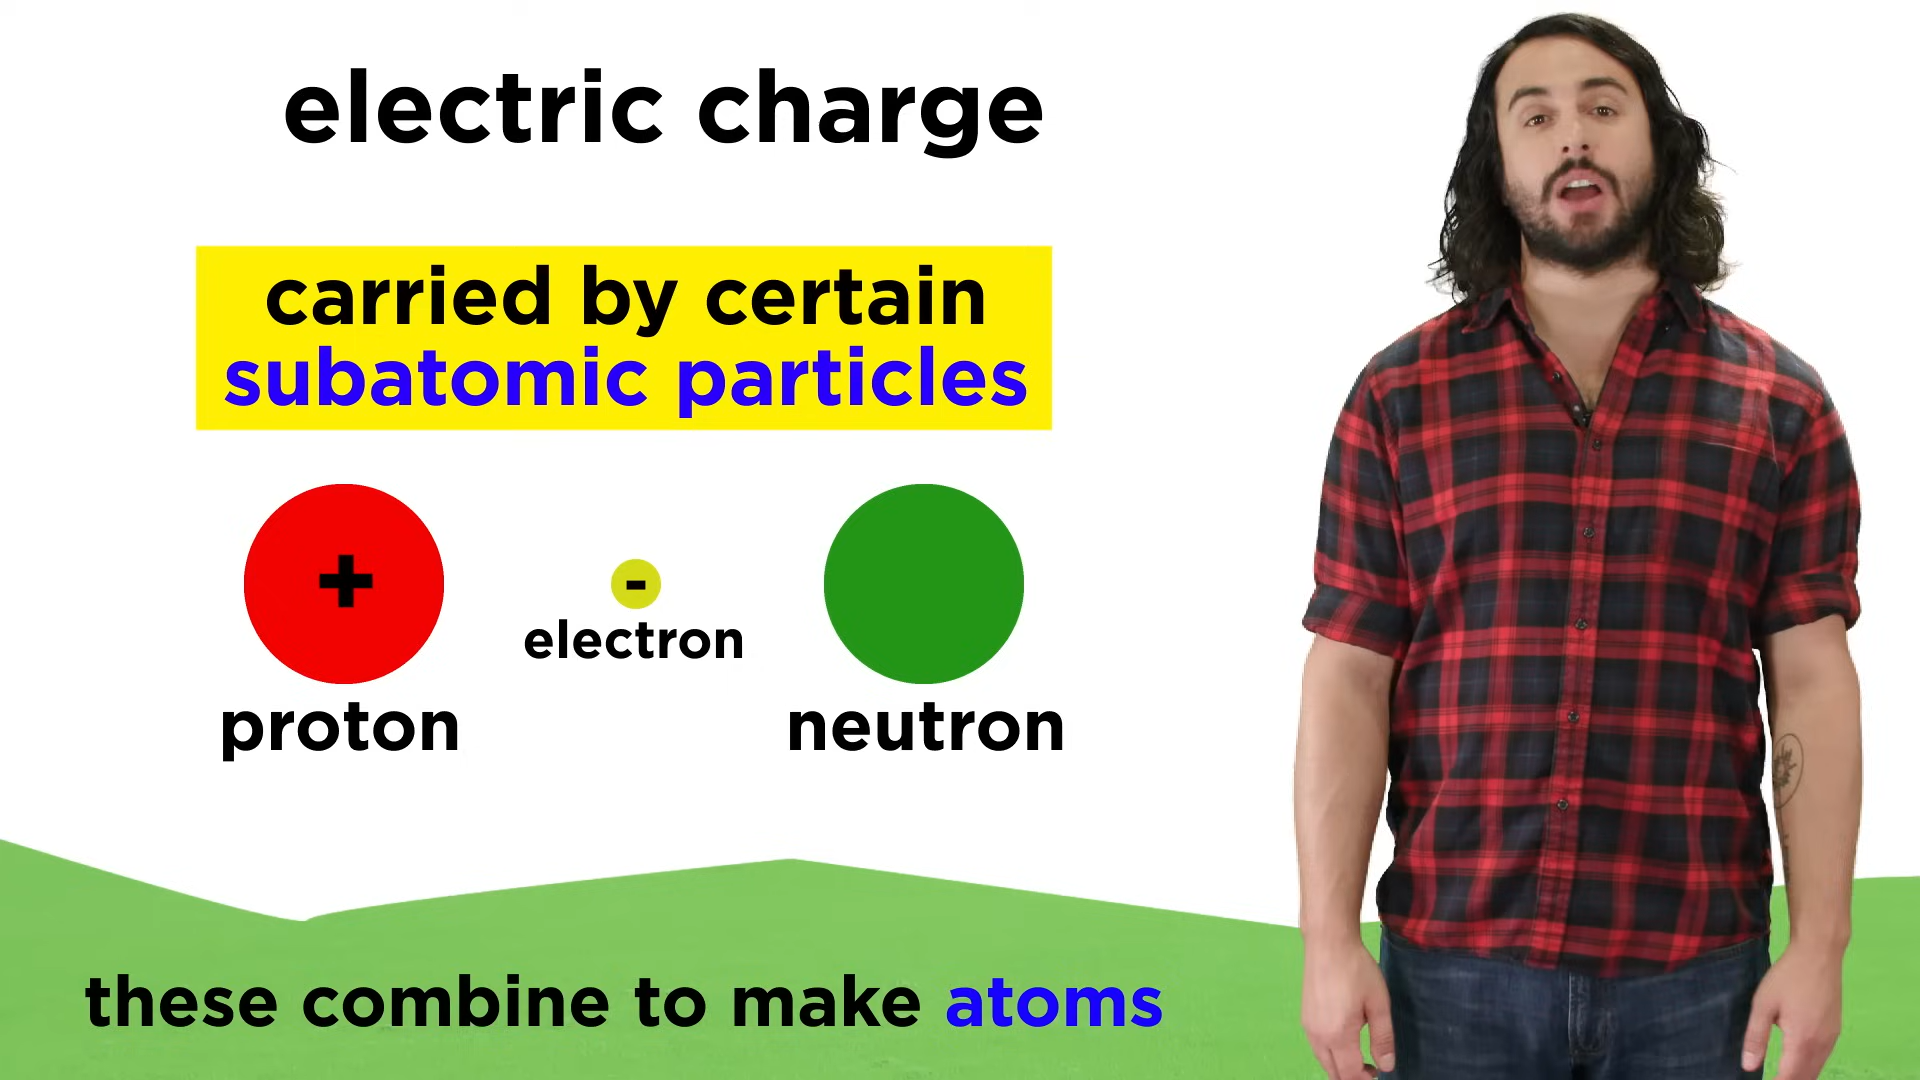 electric charge
carried by certain
subatomic particles
+
-
electron
proton
neutron
these combine to make atoms